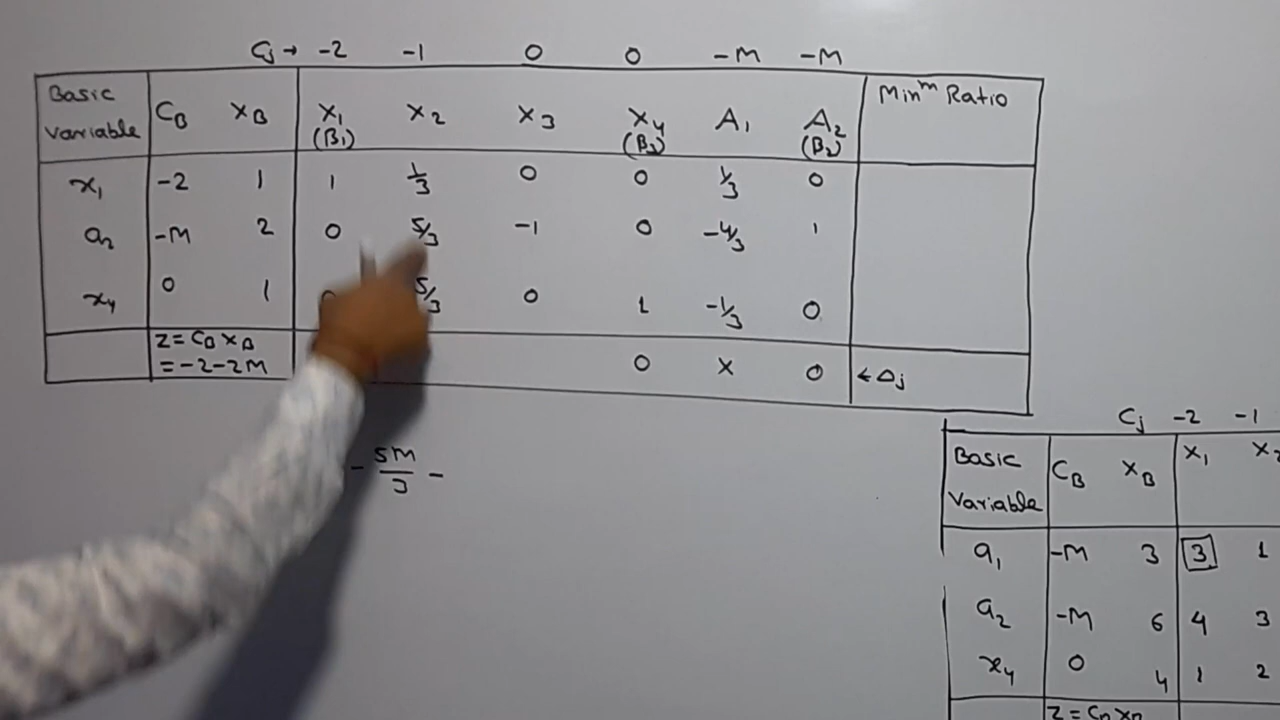 Cj → -2 -1 0 0 -M -M
Basic Variable CB XB X1 (B1) X2 X3 X4 (B3) A1 A2 (B2) Minᵐ Ratio
x1 -2 1 1 1/3 0 0 1/3 0
a2 -M 2 0 5/3 -1 0 -4/3 1
x4 0 1 0 5/3 0 1 -1/3 0
Z = CB XB
= -2-2M 0 X 0 ← Δj
- 5M/3 -
Cj -2 -1
Basic Variable CB XB X1 X2
a1 -M 3 3 1
a2 -M 6 4 3
x4 0 4 1 2
Z = CB XB